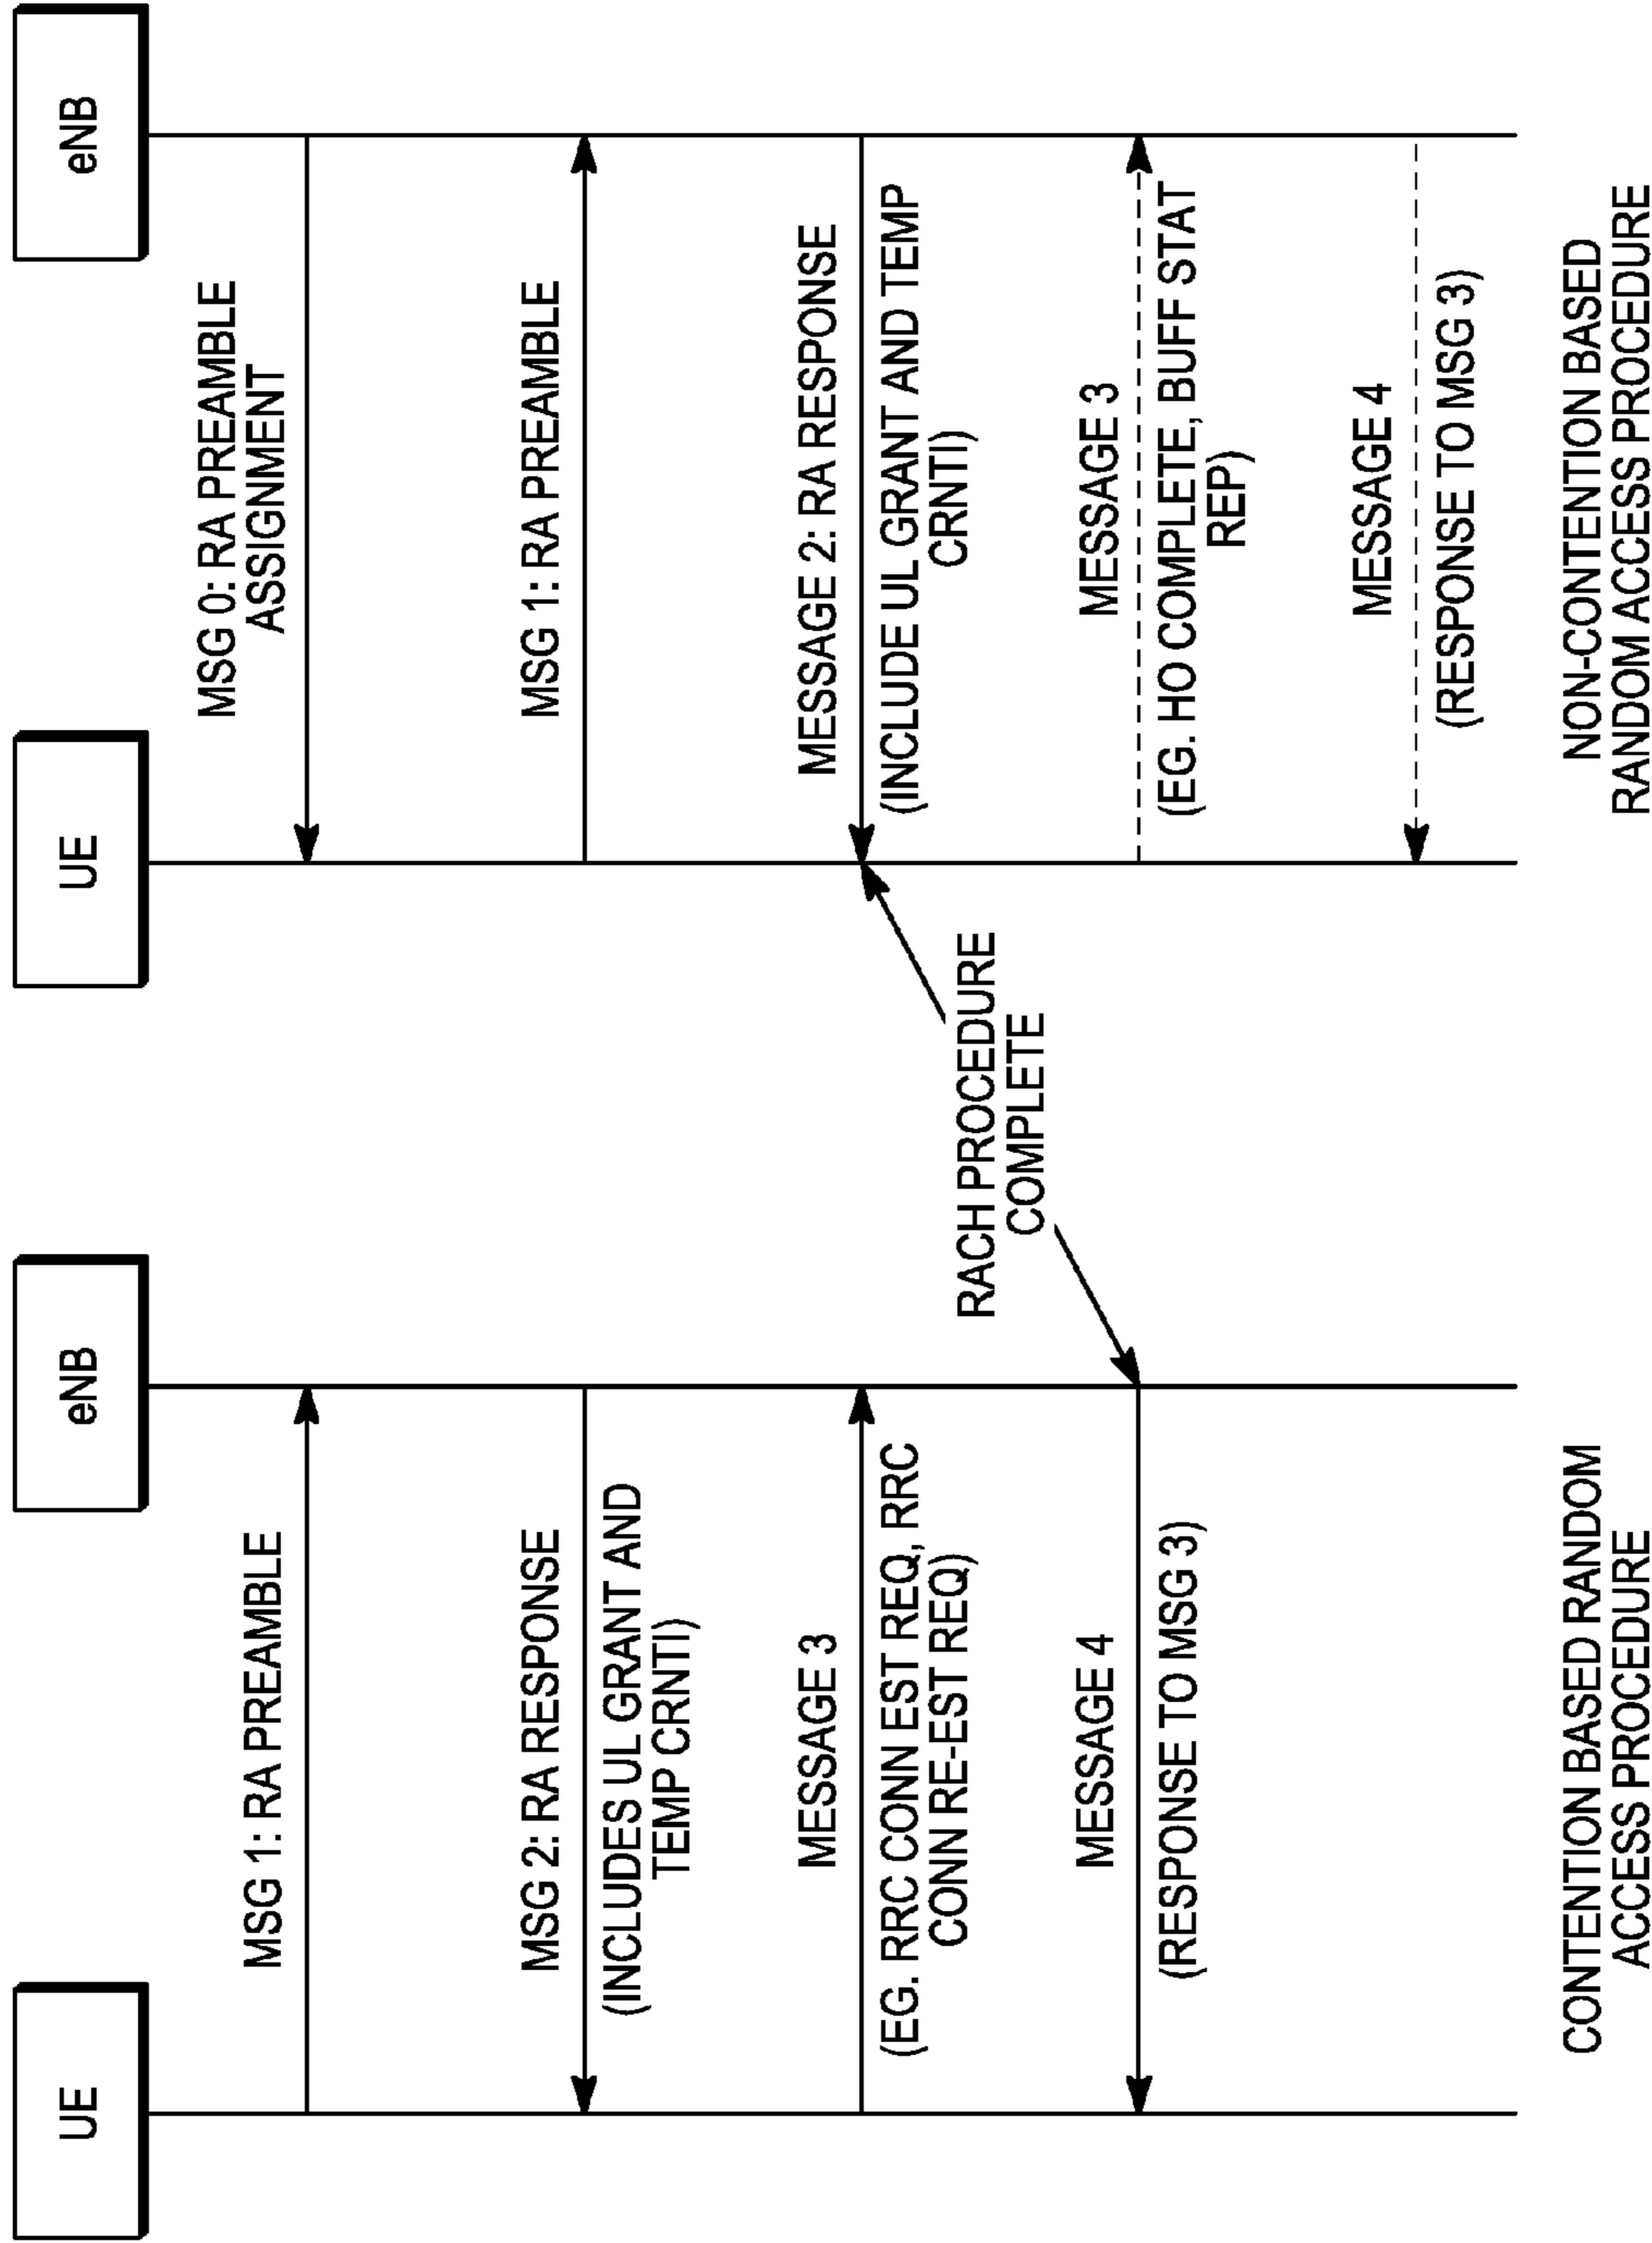 UE
eNB
MSG 1: RA PREAMBLE
MSG 2: RA RESPONSE
(INCLUDES UL GRANT AND
TEMP CRNTI)
MESSAGE 3
(EG. RRC CONN EST REQ, RRC
CONN RE-EST REQ)
MESSAGE 4
(RESPONSE TO MSG 3)
CONTENTION BASED RANDOM
ACCESS PROCEDURE
RACH PROCEDURE
COMPLETE
UE
eNB
MSG 0: RA PREAMBLE
ASSIGNMENT
MSG 1: RA PREAMBLE
MESSAGE 2: RA RESPONSE
(INCLUDE UL GRANT AND TEMP
CRNTI)
MESSAGE 3
(EG. HO COMPLETE, BUFF STAT
REP)
MESSAGE 4
(RESPONSE TO MSG 3)
NON-CONTENTION BASED
RANDOM ACCESS PROCEDURE